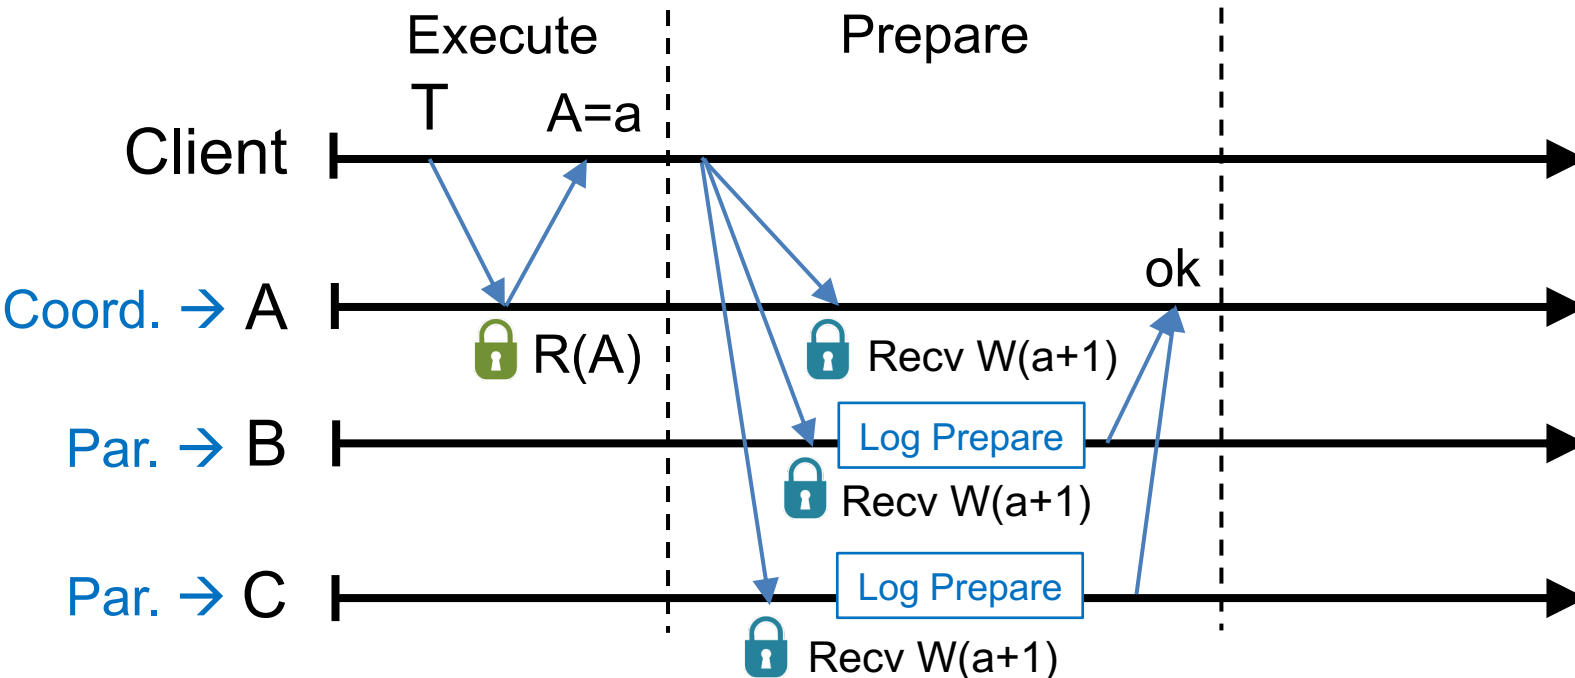 Execute
Prepare
T
A=a
Client
ok
Coord. → A
R(A)
Recv W(a+1)
Par. → B
Log Prepare
Recv W(a+1)
Par. → C
Log Prepare
Recv W(a+1)